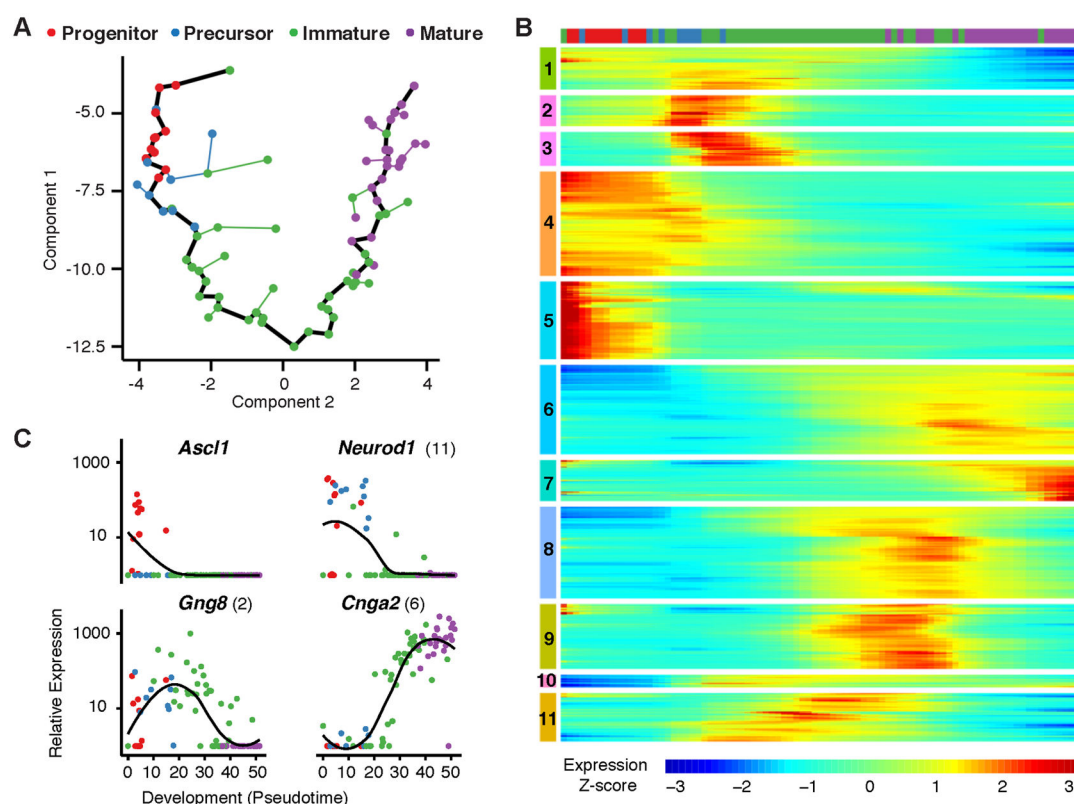 A
Progenitor Precursor Immature Mature
-5.0
-7.5
-10.0
-12.5
Component 1
-4 -2 0 2 4
Component 2
B
1
2
3
4
5
6
7
8
9
10
11
Expression Z-score
−3 −2 −1 0 1 2 3
C
Ascl1
Neurod1 (11)
1000
10
Gng8 (2)
Cnga2 (6)
1000
10
Relative Expression
0 10 20 30 40 50
0 10 20 30 40 50
Development (Pseudotime)